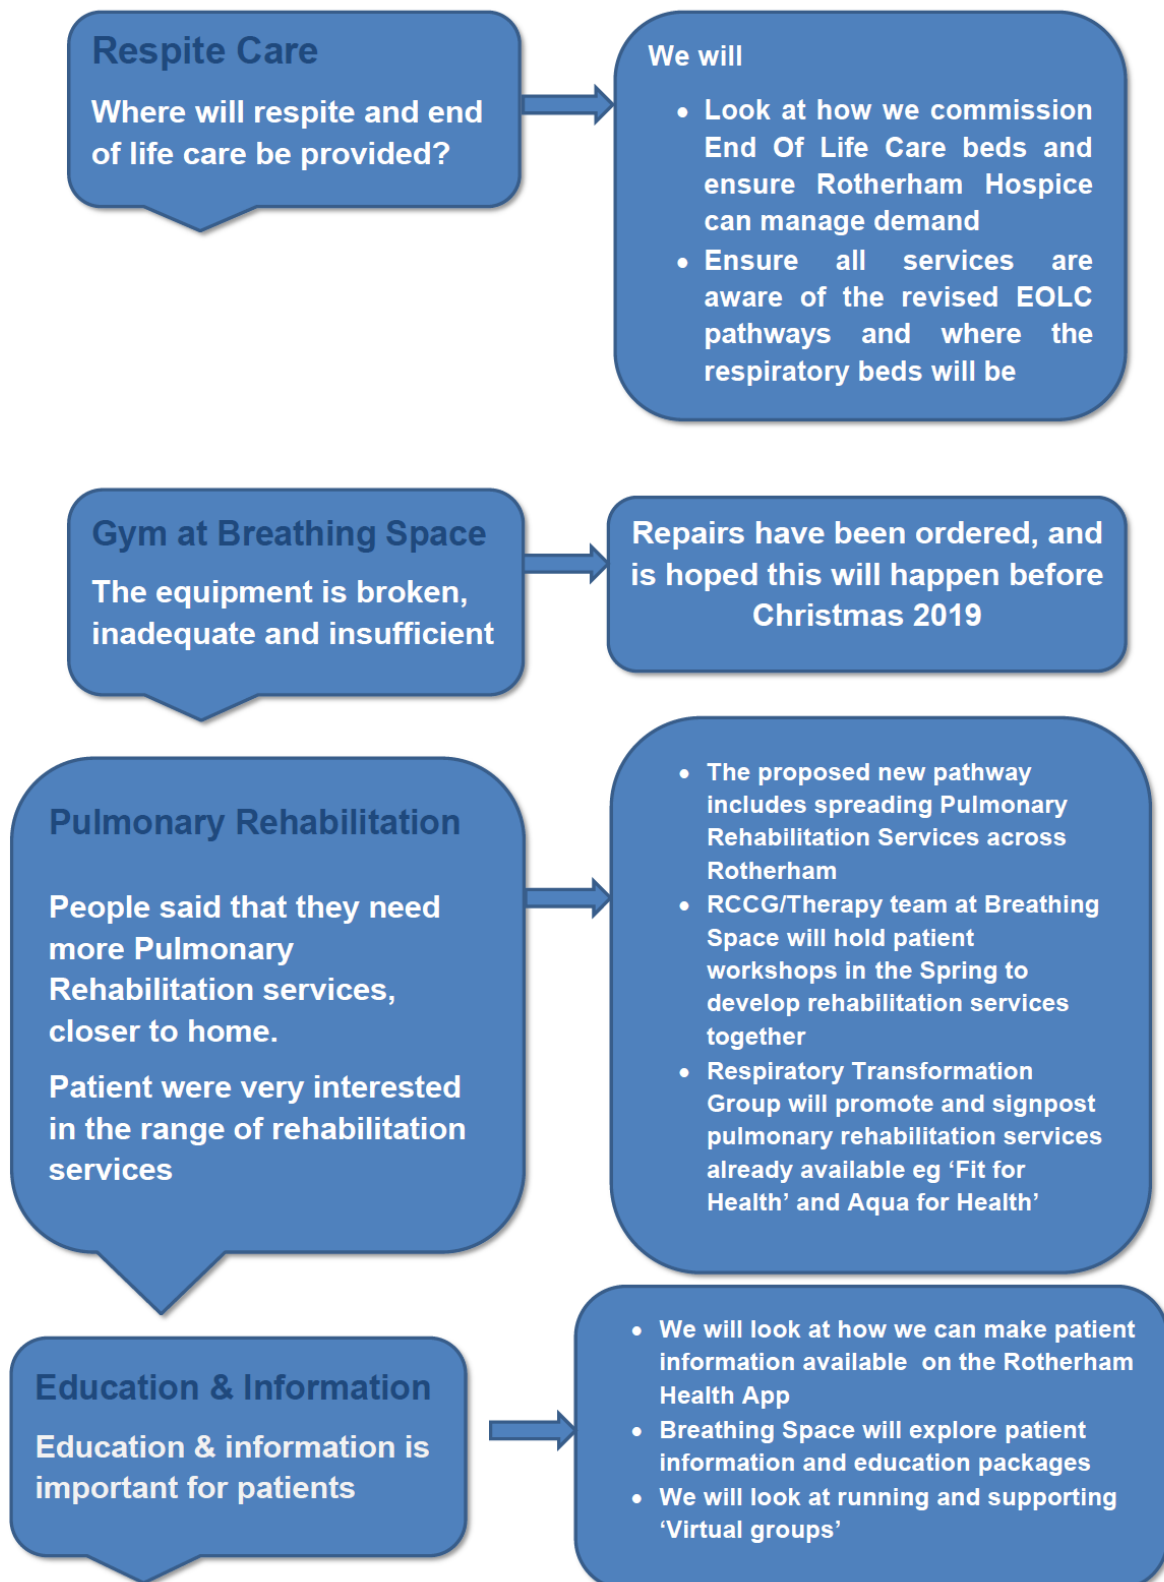 Respite Care
Where will respite and end
of life care be provided?
We will
• Look at how we commission
End Of Life Care beds and
ensure Rotherham Hospice
can manage demand
• Ensure all services are
aware of the revised EOLC
pathways and where the
respiratory beds will be
Gym at Breathing Space
The equipment is broken,
inadequate and insufficient
Repairs have been ordered, and
is hoped this will happen before
Christmas 2019
Pulmonary Rehabilitation
People said that they need
more Pulmonary
Rehabilitation services,
closer to home.
Patient were very interested
in the range of rehabilitation
services
• The proposed new pathway
includes spreading Pulmonary
Rehabilitation Services across
Rotherham
• RCCG/Therapy team at Breathing
Space will hold patient
workshops in the Spring to
develop rehabilitation services
together
• Respiratory Transformation
Group will promote and signpost
pulmonary rehabilitation services
already available eg ‘Fit for
Health’ and Aqua for Health’
Education & Information
Education & information is
important for patients
• We will look at how we can make patient
information available  on the Rotherham
Health App
• Breathing Space will explore patient
information and education packages
• We will look at running and supporting
‘Virtual groups’